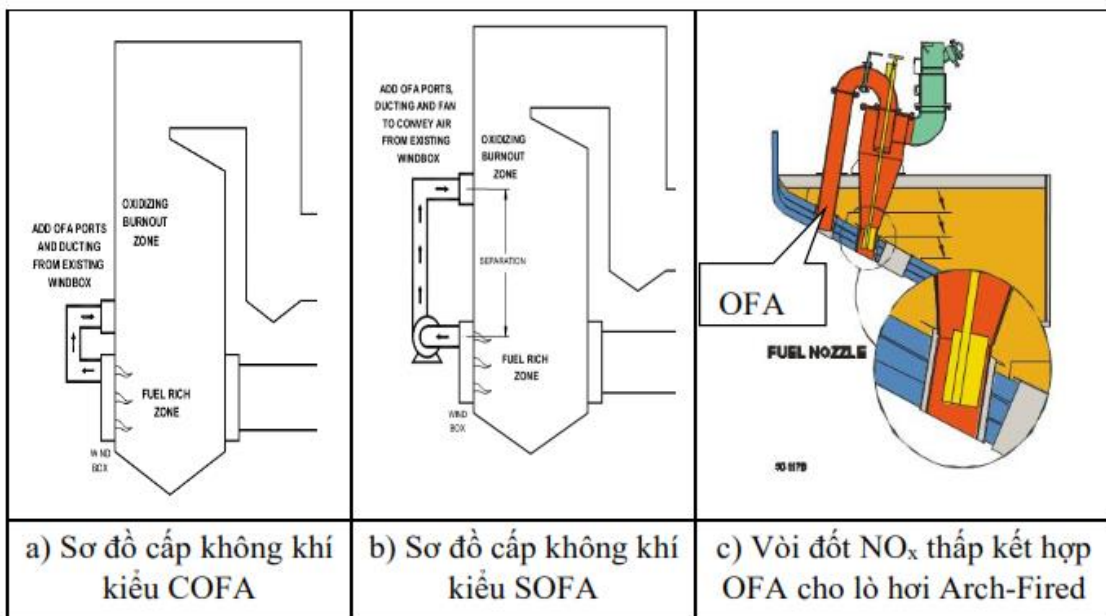 ADD OF A PORTS
AND DUCTING
FROM EXISTING
WINDBOX
OXIDIZING
BURNOUT
ZONE
FUEL RICH
ZONE
WIND
BOX
ADD OF A PORTS,
DUCTING AND FAN
TO CONVEY AIR
FROM EXISTING
WINDBOX
OXIDIZING
BURNOUT
ZONE
SEPARATION
FUEL RICH
ZONE
WIND
BOX
OFA
FUEL NOZZLE
a) Sơ đồ cấp không khí
kiểu COFA
b) Sơ đồ cấp không khí
kiểu SOFA
c) Vòi đốt NOₓ thấp kết hợp
OFA cho lò hơi Arch-Fired